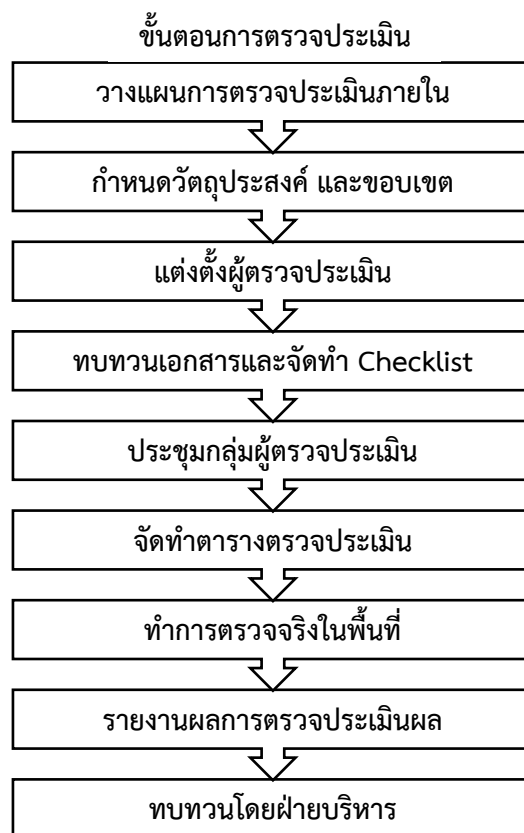 ขั้นตอนการตรวจประเมิน
วางแผนการตรวจประเมินภายใน
กำหนดวัตถุประสงค์ และขอบเขต
แต่งตั้งผู้ตรวจประเมิน
ทบทวนเอกสารและจัดทำ Checklist
ประชุมกลุ่มผู้ตรวจประเมิน
จัดทำตารางตรวจประเมิน
ทำการตรวจจริงในพื้นที่
รายงานผลการตรวจประเมินผล
ทบทวนโดยฝ่ายบริหาร